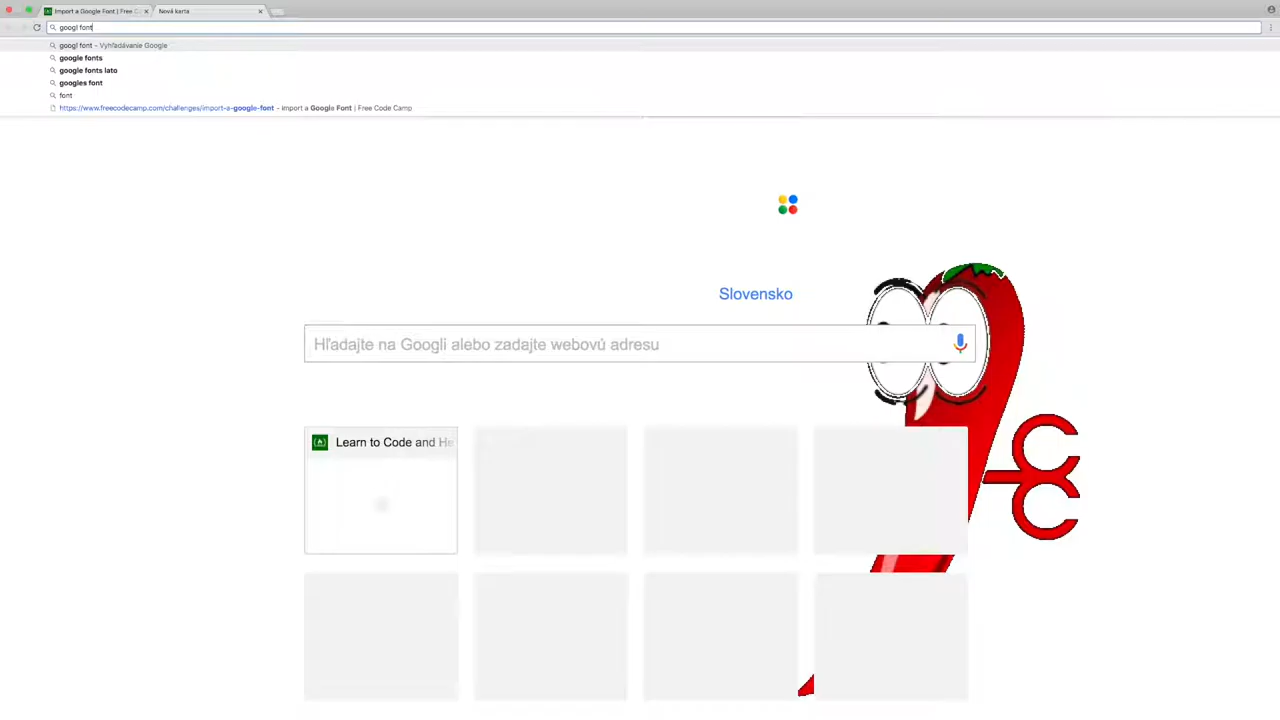 Import a Google Font | Free C
Nová karta
googl font
googl font - Vyhľadávanie Google
google fonts
google fonts lato
googles font
font
https://www.freecodecamp.com/challenges/import-a-google-font - Import a Google Font | Free Code Camp
Slovensko
Hľadajte na Googli alebo zadajte webovú adresu
Learn to Code and He